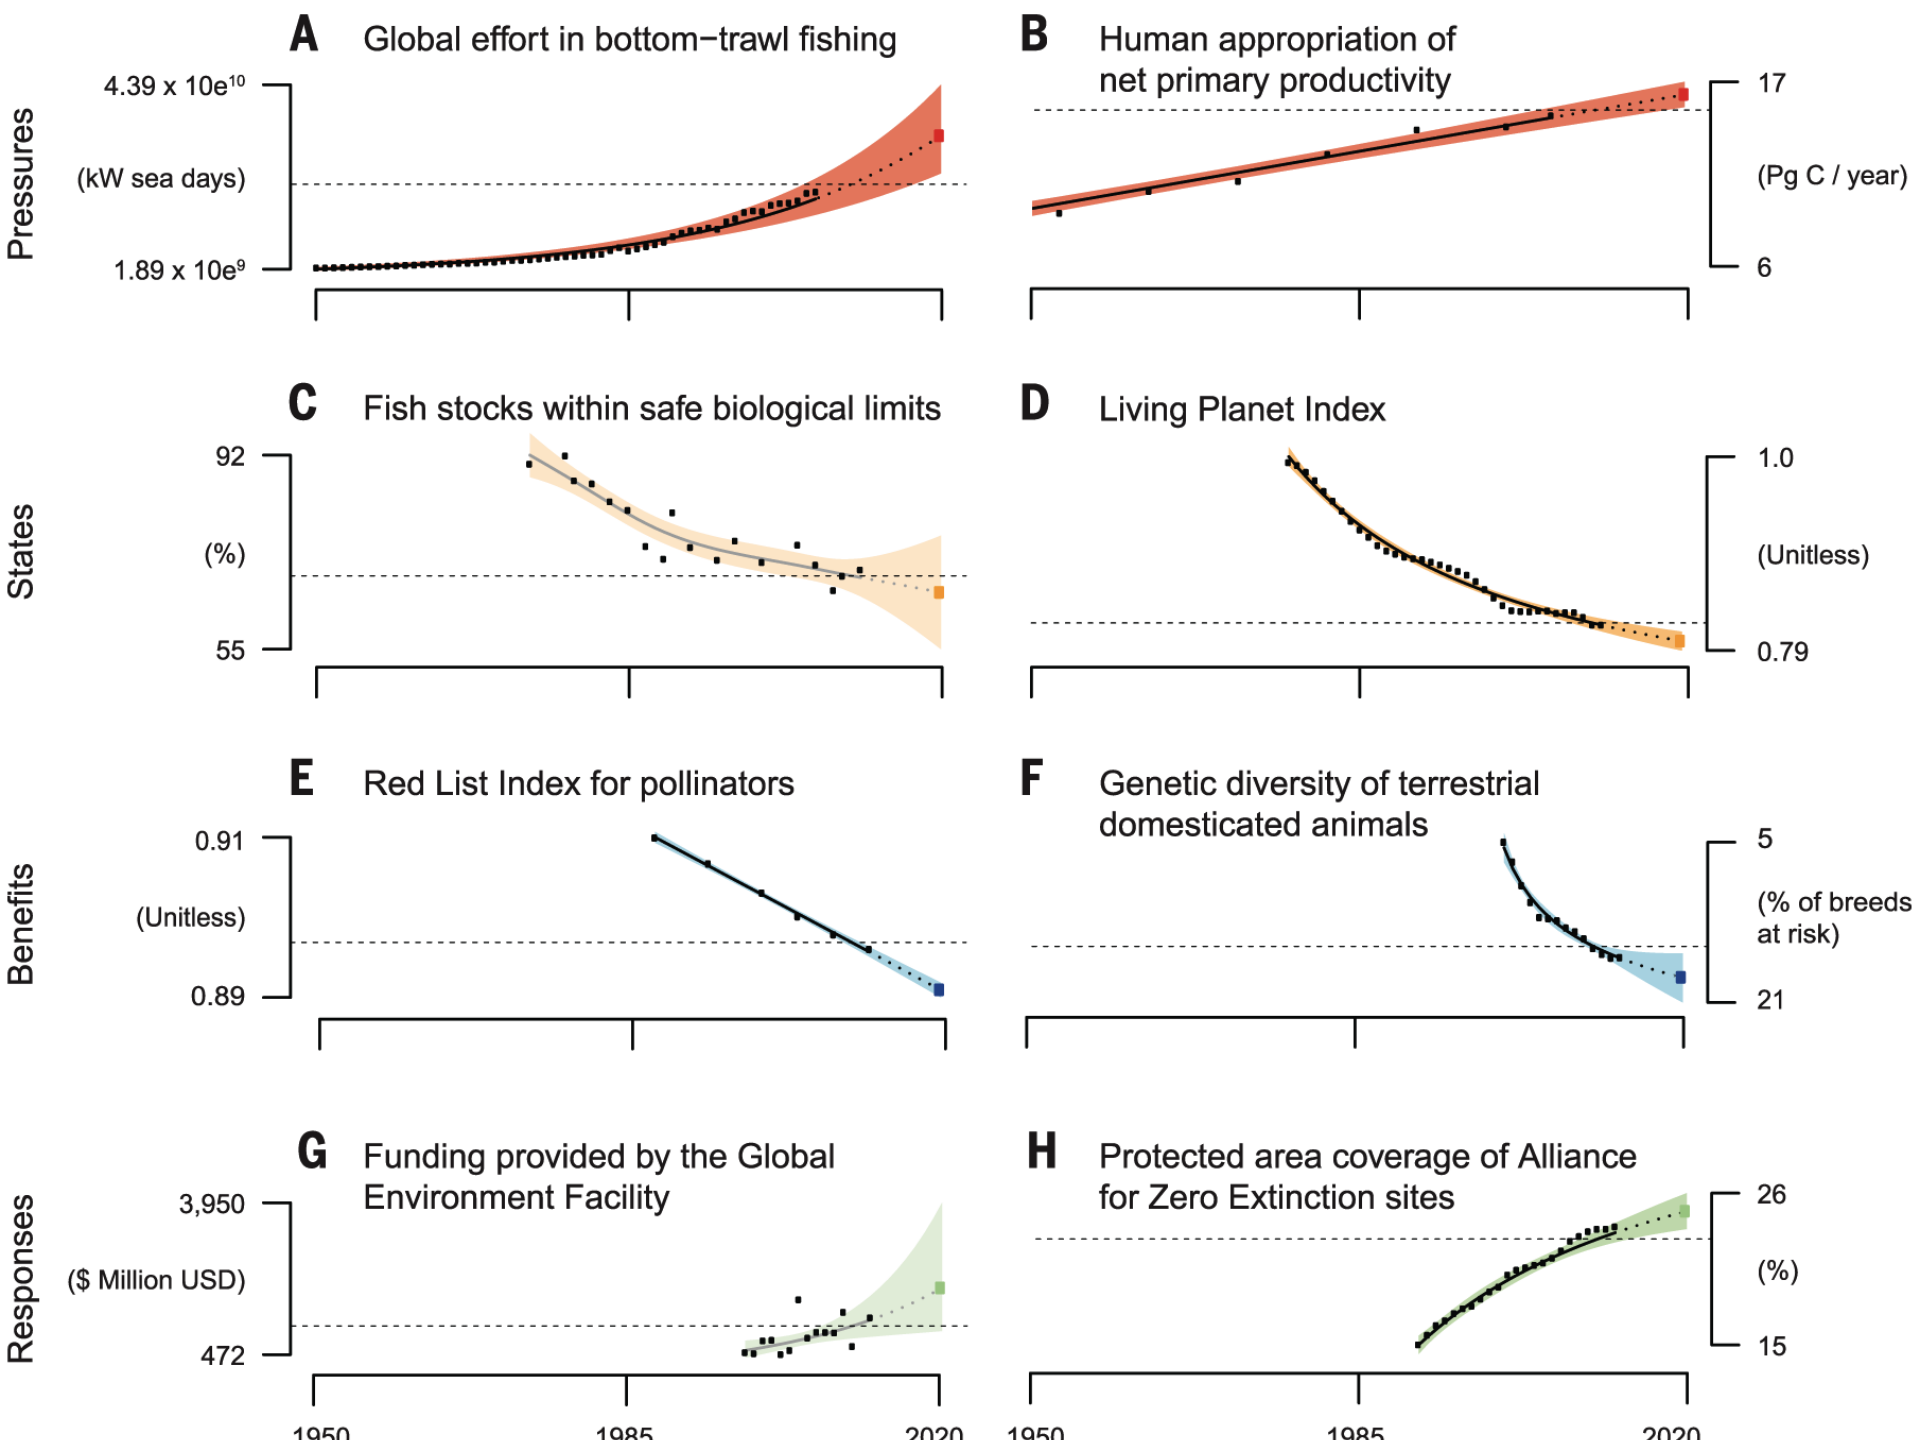 A Global effort in bottom−trawl fishing
4.39 x 10e¹⁰
(kW sea days)
1.89 x 10e⁹
Pressures
B Human appropriation of
net primary productivity
17
(Pg C / year)
6
C Fish stocks within safe biological limits
92
(%)
55
States
D Living Planet Index
1.0
(Unitless)
0.79
E Red List Index for pollinators
0.91
(Unitless)
0.89
Benefits
F Genetic diversity of terrestrial
domesticated animals
5
(% of breeds
at risk)
21
G Funding provided by the Global
Environment Facility
3,950
($ Million USD)
472
Responses
1950 1985 2020
H Protected area coverage of Alliance
for Zero Extinction sites
26
(%)
15
1950 1985 2020